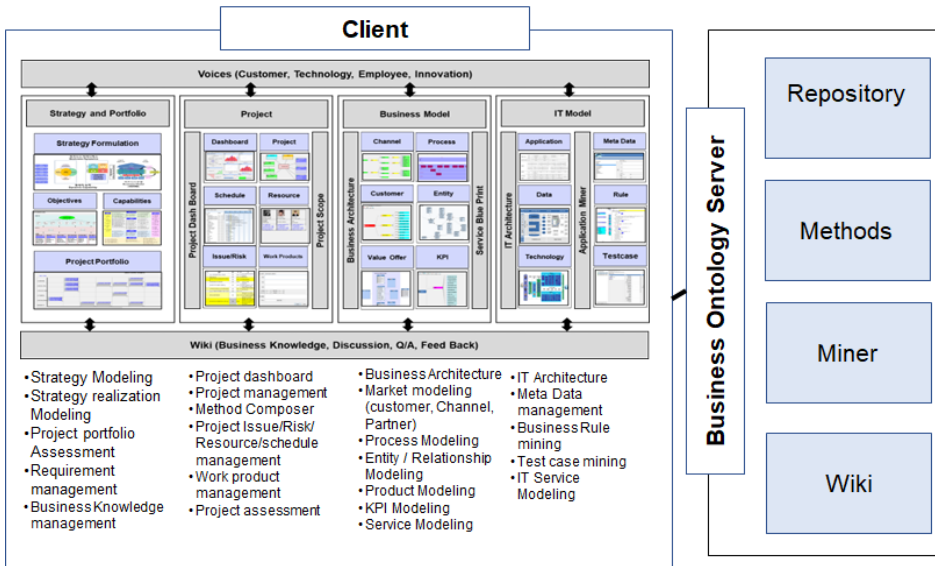 Client
Voices (Customer, Technology, Employee, Innovation)
Strategy and Portfolio
Strategy Formulation
Objectives
Capabilities
Project Portfolio
Project
Project Dash Board
Dashboard
Project
Schedule
Resource
Issue/Risk
Work Products
Project Scope
Business Model
Business Architecture
Channel
Process
Customer
Entity
Value Offer
KPI
Service Blue Print
IT Model
IT Architecture
Application
Data
Technology
Application Miner
Meta Data
Rule
Testcase
Wiki (Business Knowledge, Discussion, Q/A, Feed Back)
•Strategy Modeling
•Strategy realization
Modeling
•Project portfolio
Assessment
•Requirement
management
•Business Knowledge
management
•Project dashboard
•Project management
•Method Composer
•Project Issue/Risk/
Resource/schedule
management
•Work product
management
•Project assessment
•Business Architecture
•Market modeling
(customer, Channel,
Partner)
•Process Modeling
•Entity / Relationship
Modeling
•Product Modeling
•KPI Modeling
•Service Modeling
•IT Architecture
•Meta Data
management
•Business Rule
mining
•Test case mining
•IT Service
Modeling
Business Ontology Server
Repository
Methods
Miner
Wiki